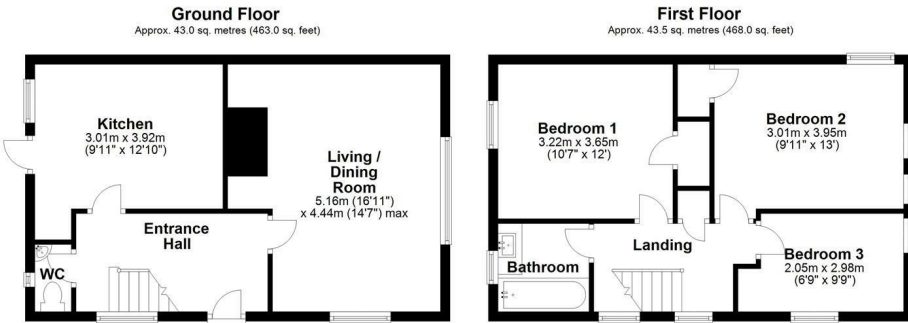 Ground Floor
Approx. 43.0 sq. metres (463.0 sq. feet)
Kitchen
3.01m x 3.92m
(9'11" x 12'10")
Living /
Dining
Room
5.16m (16'11")
x 4.44m (14'7") max
Entrance
Hall
WC
First Floor
Approx. 43.5 sq. metres (468.0 sq. feet)
Bedroom 1
3.22m x 3.65m
(10'7" x 12')
Bedroom 2
3.01m x 3.95m
(9'11" x 13')
Landing
Bathroom
Bedroom 3
2.05m x 2.98m
(6'9" x 9'9")